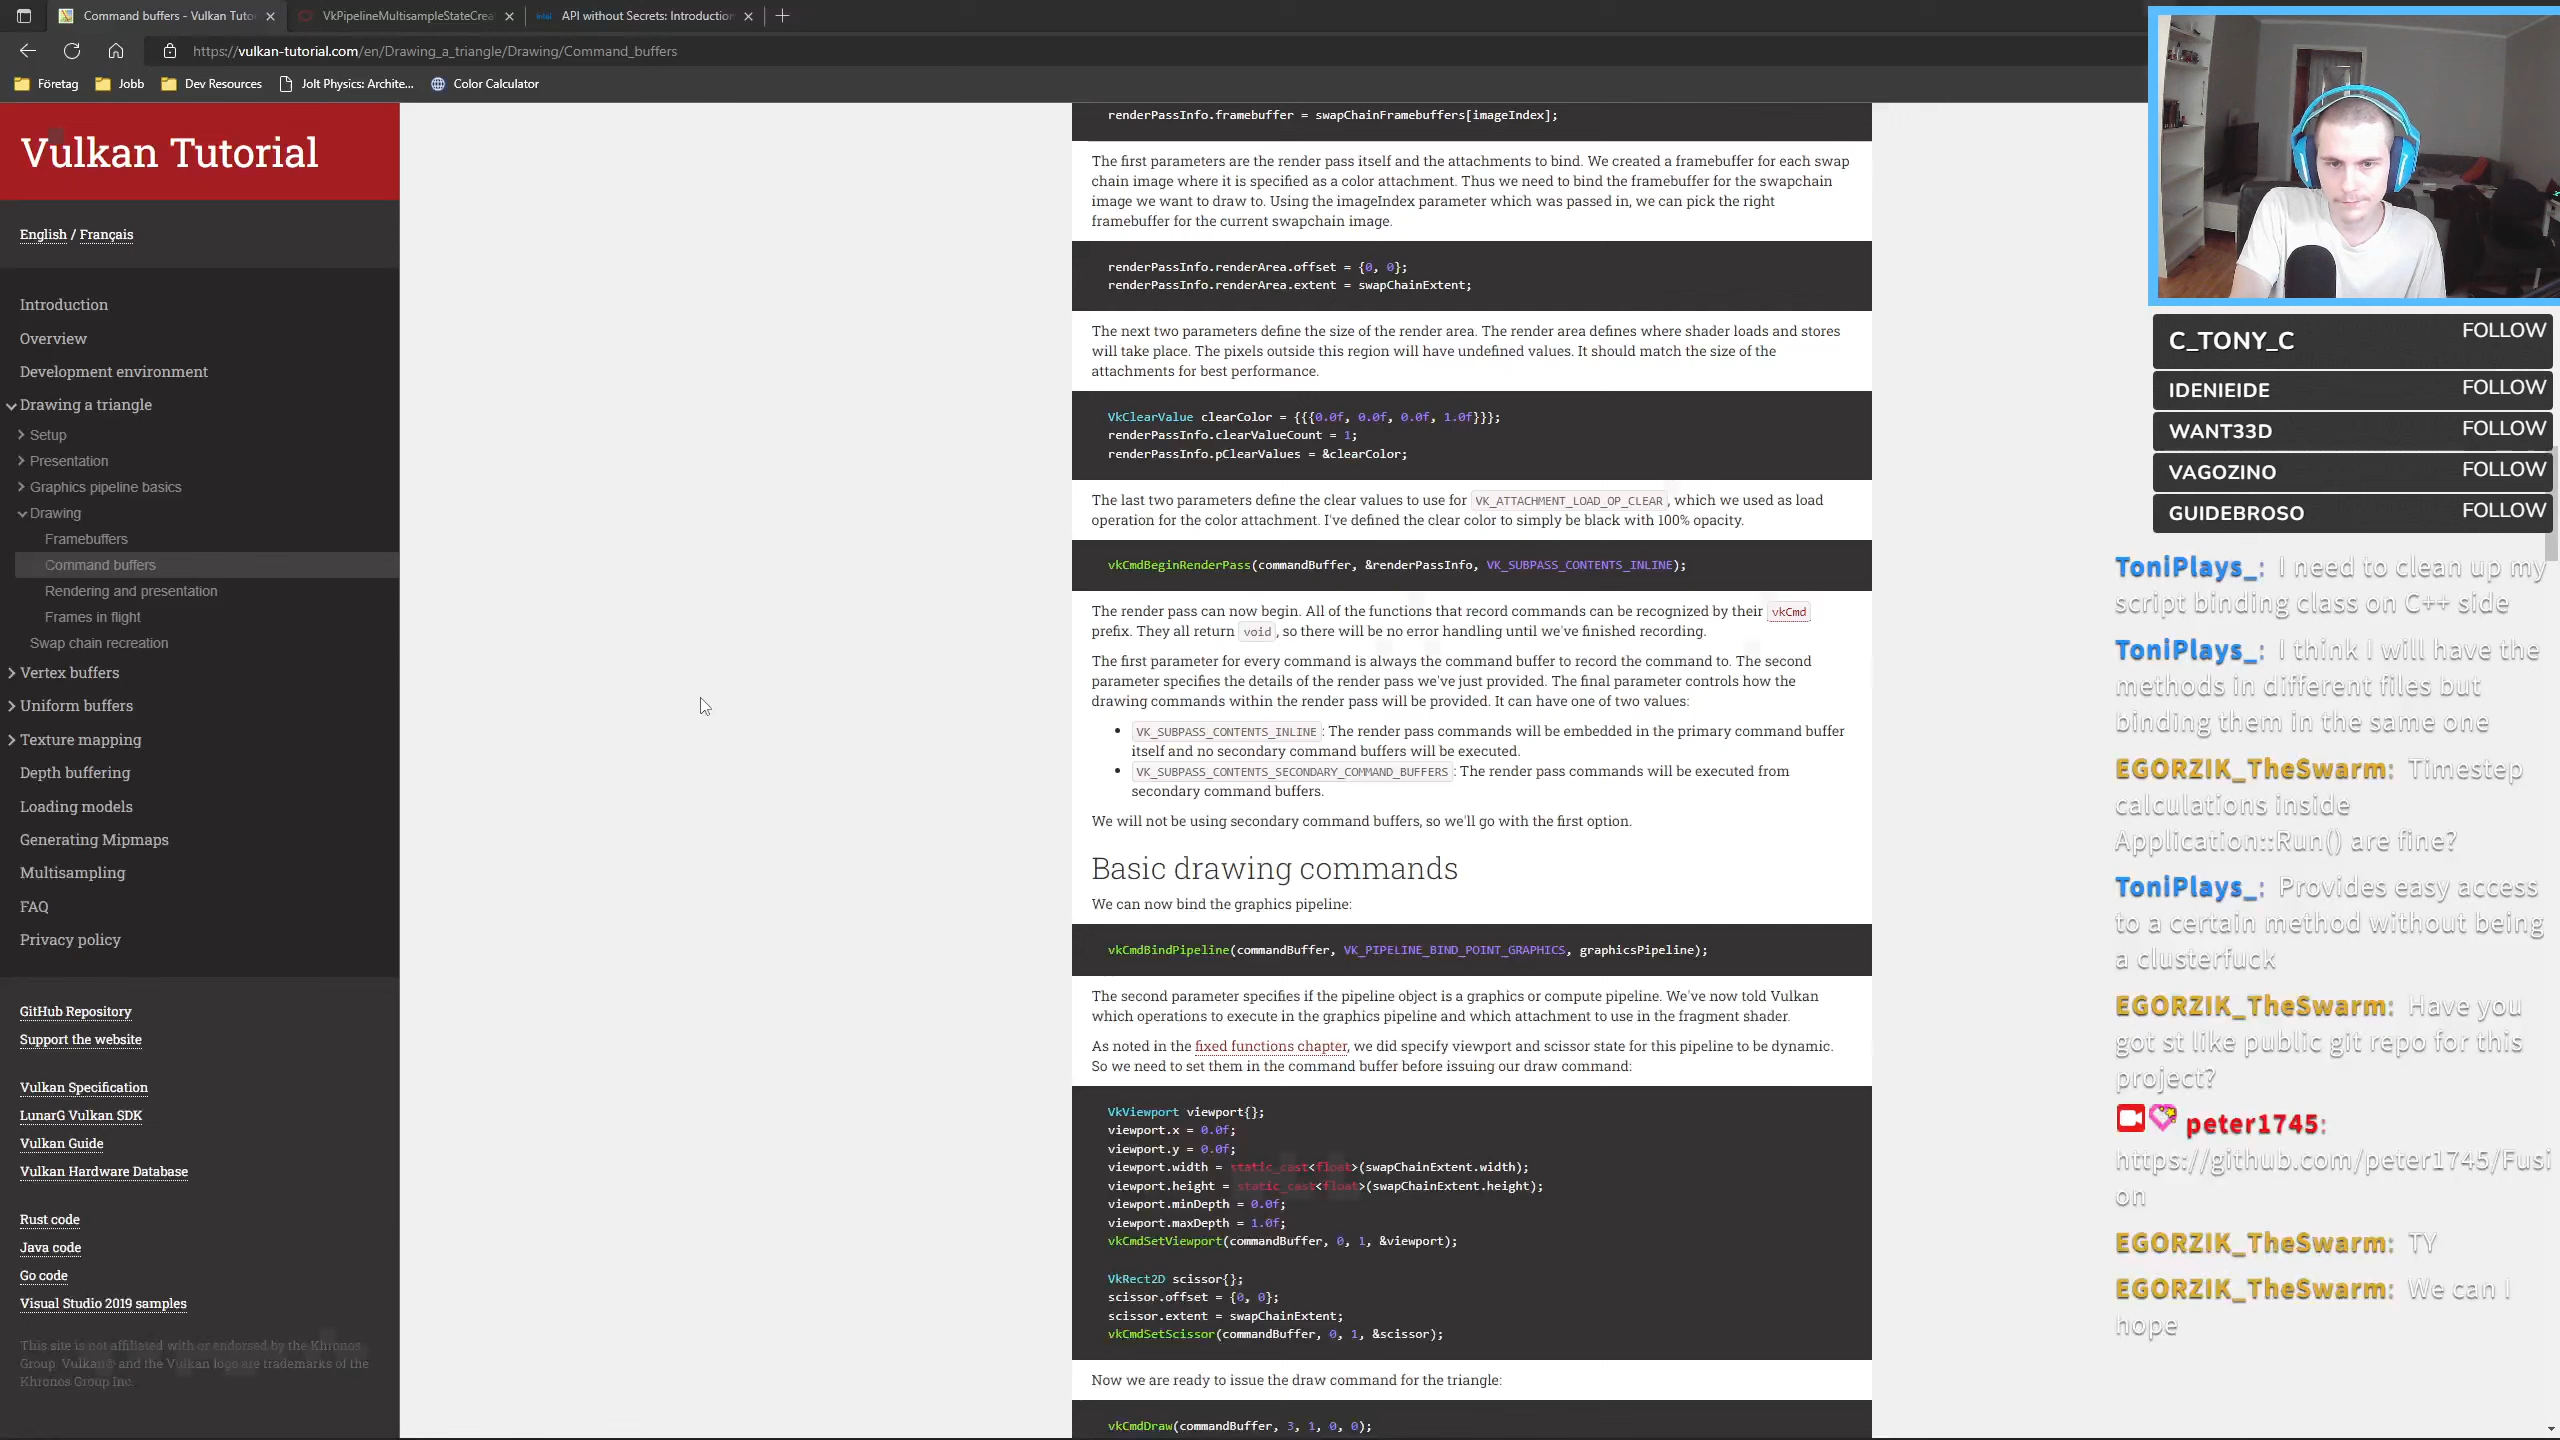 Command buffers - Vulkan Tuto
VkPipelineMultisampleStateCrea
API without Secrets: Introduction
https://vulkan-tutorial.com/en/Drawing_a_triangle/Drawing/Command_buffers
Företag
Jobb
Dev Resources
Jolt Physics: Archite...
Color Calculator
Vulkan Tutorial
English / Français
Introduction
Overview
Development environment
Drawing a triangle
Setup
Presentation
Graphics pipeline basics
Drawing
Framebuffers
Command buffers
Rendering and presentation
Frames in flight
Swap chain recreation
Vertex buffers
Uniform buffers
Texture mapping
Depth buffering
Loading models
Generating Mipmaps
Multisampling
FAQ
Privacy policy
GitHub Repository
Support the website
Vulkan Specification
LunarG Vulkan SDK
Vulkan Guide
Vulkan Hardware Database
Rust code
Java code
Go code
Visual Studio 2019 samples
This site is not affiliated with or endorsed by the Khronos
Group. Vulkan® and the Vulkan logo are trademarks of the
Khronos Group Inc.
renderPassInfo.framebuffer = swapChainFramebuffers[imageIndex];
The first parameters are the render pass itself and the attachments to bind. We created a framebuffer for each swap
chain image where it is specified as a color attachment. Thus we need to bind the framebuffer for the swapchain
image we want to draw to. Using the imageIndex parameter which was passed in, we can pick the right
framebuffer for the current swapchain image.
renderPassInfo.renderArea.offset = {0, 0};
renderPassInfo.renderArea.extent = swapChainExtent;
The next two parameters define the size of the render area. The render area defines where shader loads and stores
will take place. The pixels outside this region will have undefined values. It should match the size of the
attachments for best performance.
VkClearValue clearColor = {{{0.0f, 0.0f, 0.0f, 1.0f}}};
renderPassInfo.clearValueCount = 1;
renderPassInfo.pClearValues = &clearColor;
The last two parameters define the clear values to use for VK_ATTACHMENT_LOAD_OP_CLEAR, which we used as load
operation for the color attachment. I've defined the clear color to simply be black with 100% opacity.
vkCmdBeginRenderPass(commandBuffer, &renderPassInfo, VK_SUBPASS_CONTENTS_INLINE);
The render pass can now begin. All of the functions that record commands can be recognized by their vkCmd
prefix. They all return void, so there will be no error handling until we've finished recording.
The first parameter for every command is always the command buffer to record the command to. The second
parameter specifies the details of the render pass we've just provided. The final parameter controls how the
drawing commands within the render pass will be provided. It can have one of two values:
• VK_SUBPASS_CONTENTS_INLINE: The render pass commands will be embedded in the primary command buffer
itself and no secondary command buffers will be executed.
• VK_SUBPASS_CONTENTS_SECONDARY_COMMAND_BUFFERS: The render pass commands will be executed from
secondary command buffers.
We will not be using secondary command buffers, so we'll go with the first option.
Basic drawing commands
We can now bind the graphics pipeline:
vkCmdBindPipeline(commandBuffer, VK_PIPELINE_BIND_POINT_GRAPHICS, graphicsPipeline);
The second parameter specifies if the pipeline object is a graphics or compute pipeline. We've now told Vulkan
which operations to execute in the graphics pipeline and which attachment to use in the fragment shader.
As noted in the fixed functions chapter, we did specify viewport and scissor state for this pipeline to be dynamic.
So we need to set them in the command buffer before issuing our draw command:
VkViewport viewport{};
viewport.x = 0.0f;
viewport.y = 0.0f;
viewport.width = static_cast<float>(swapChainExtent.width);
viewport.height = static_cast<float>(swapChainExtent.height);
viewport.minDepth = 0.0f;
viewport.maxDepth = 1.0f;
vkCmdSetViewport(commandBuffer, 0, 1, &viewport);
VkRect2D scissor{};
scissor.offset = {0, 0};
scissor.extent = swapChainExtent;
vkCmdSetScissor(commandBuffer, 0, 1, &scissor);
Now we are ready to issue the draw command for the triangle:
vkCmdDraw(commandBuffer, 3, 1, 0, 0);
C_TONY_C FOLLOW
IDENIEIDE FOLLOW
WANT33D FOLLOW
VAGOZINO FOLLOW
GUIDEBROSO FOLLOW
ToniPlays_: I need to clean up my
script binding class on C++ side
ToniPlays_: I think I will have the
methods in different files but
binding them in the same one
EGORZIK_TheSwarm: Timestep
calculations inside
Application::Run() are fine?
ToniPlays_: Provides easy access
to a certain method without being
a clusterfuck
EGORZIK_TheSwarm: Have you
got st like public git repo for this
project?
peter1745:
https://github.com/peter1745/Fusi
on
EGORZIK_TheSwarm: TY
EGORZIK_TheSwarm: We can I
hope